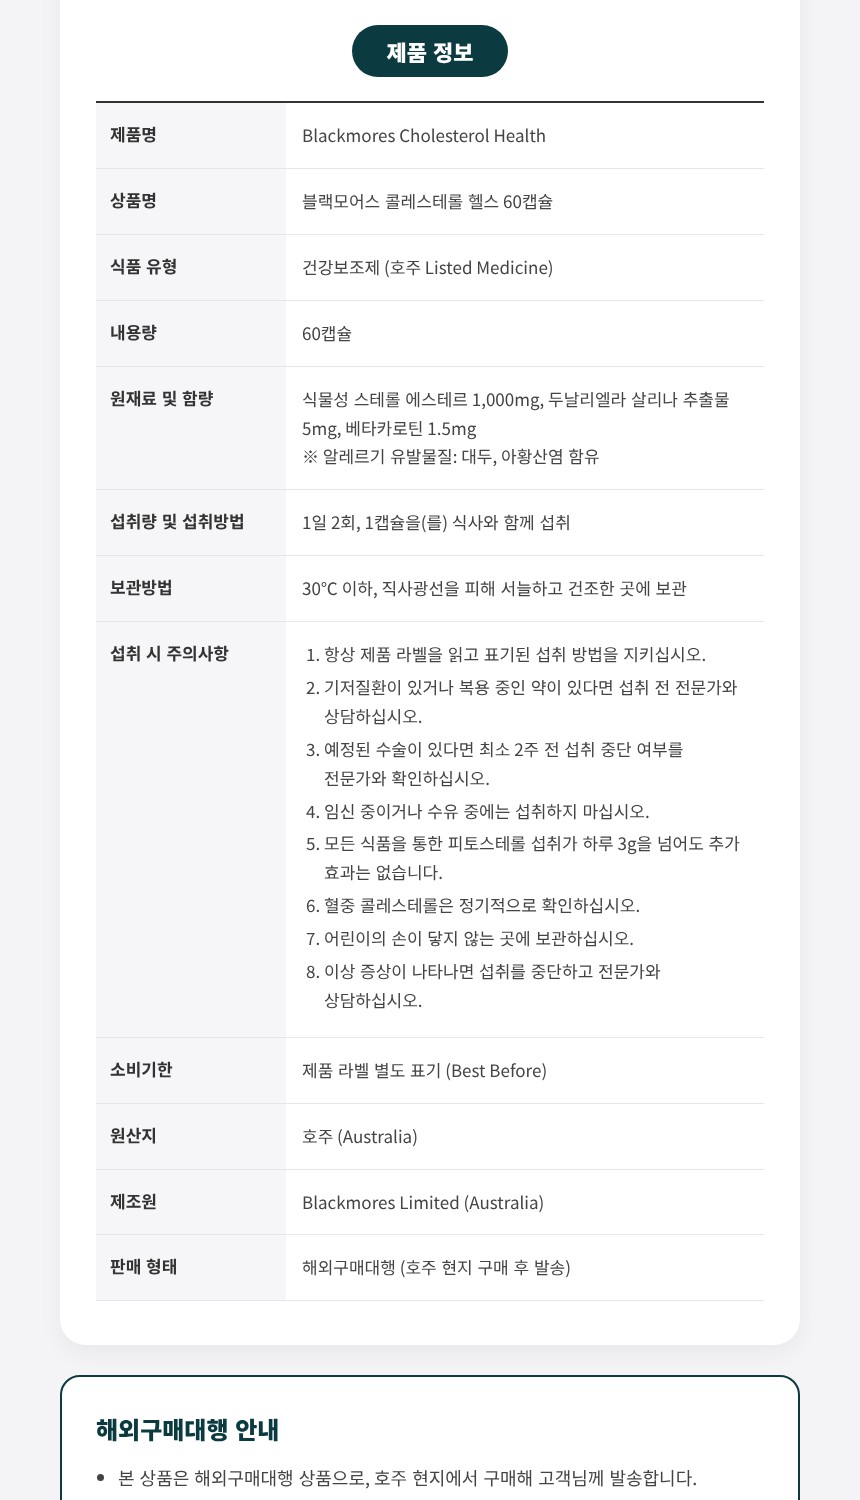 제품 정보
제품명
Blackmores Cholesterol Health
상품명
블랙모어스 콜레스테롤 헬스 60캡슐
식품 유형
건강보조제 (호주 Listed Medicine)
내용량
60캡슐
원재료 및 함량
식물성 스테롤 에스테르 1,000mg, 두날리엘라 살리나 추출물
5mg, 베타카로틴 1.5mg
※ 알레르기 유발물질: 대두, 아황산염 함유
섭취량 및 섭취방법
1일 2회, 1캡슐을(를) 식사와 함께 섭취
보관방법
30°C 이하, 직사광선을 피해 서늘하고 건조한 곳에 보관
섭취 시 주의사항
1. 항상 제품 라벨을 읽고 표기된 섭취 방법을 지키십시오.
2. 기저질환이 있거나 복용 중인 약이 있다면 섭취 전 전문가와
상담하십시오.
3. 예정된 수술이 있다면 최소 2주 전 섭취 중단 여부를
전문가와 확인하십시오.
4. 임신 중이거나 수유 중에는 섭취하지 마십시오.
5. 모든 식품을 통한 피토스테롤 섭취가 하루 3g을 넘어도 추가
효과는 없습니다.
6. 혈중 콜레스테롤은 정기적으로 확인하십시오.
7. 어린이의 손이 닿지 않는 곳에 보관하십시오.
8. 이상 증상이 나타나면 섭취를 중단하고 전문가와
상담하십시오.
소비기한
제품 라벨 별도 표기 (Best Before)
원산지
호주 (Australia)
제조원
Blackmores Limited (Australia)
판매 형태
해외구매대행 (호주 현지 구매 후 발송)
해외구매대행 안내
• 본 상품은 해외구매대행 상품으로, 호주 현지에서 구매해 고객님께 발송합니다.